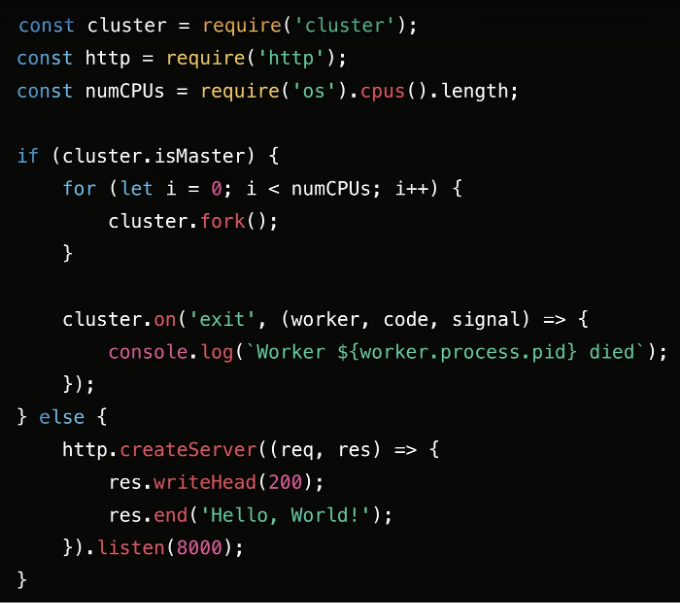 const cluster = require('cluster');
const http = require('http');
const numCPUs = require('os').cpus().length;
if (cluster.isMaster) {
for (let i = 0; i < numCPUs; i++) {
cluster.fork();
}
cluster.on('exit', (worker, code, signal) => {
console.log(`Worker ${worker.process.pid} died`);
});
} else {
http.createServer((req, res) => {
res.writeHead(200);
res.end('Hello, World!');
}).listen(8000);
}